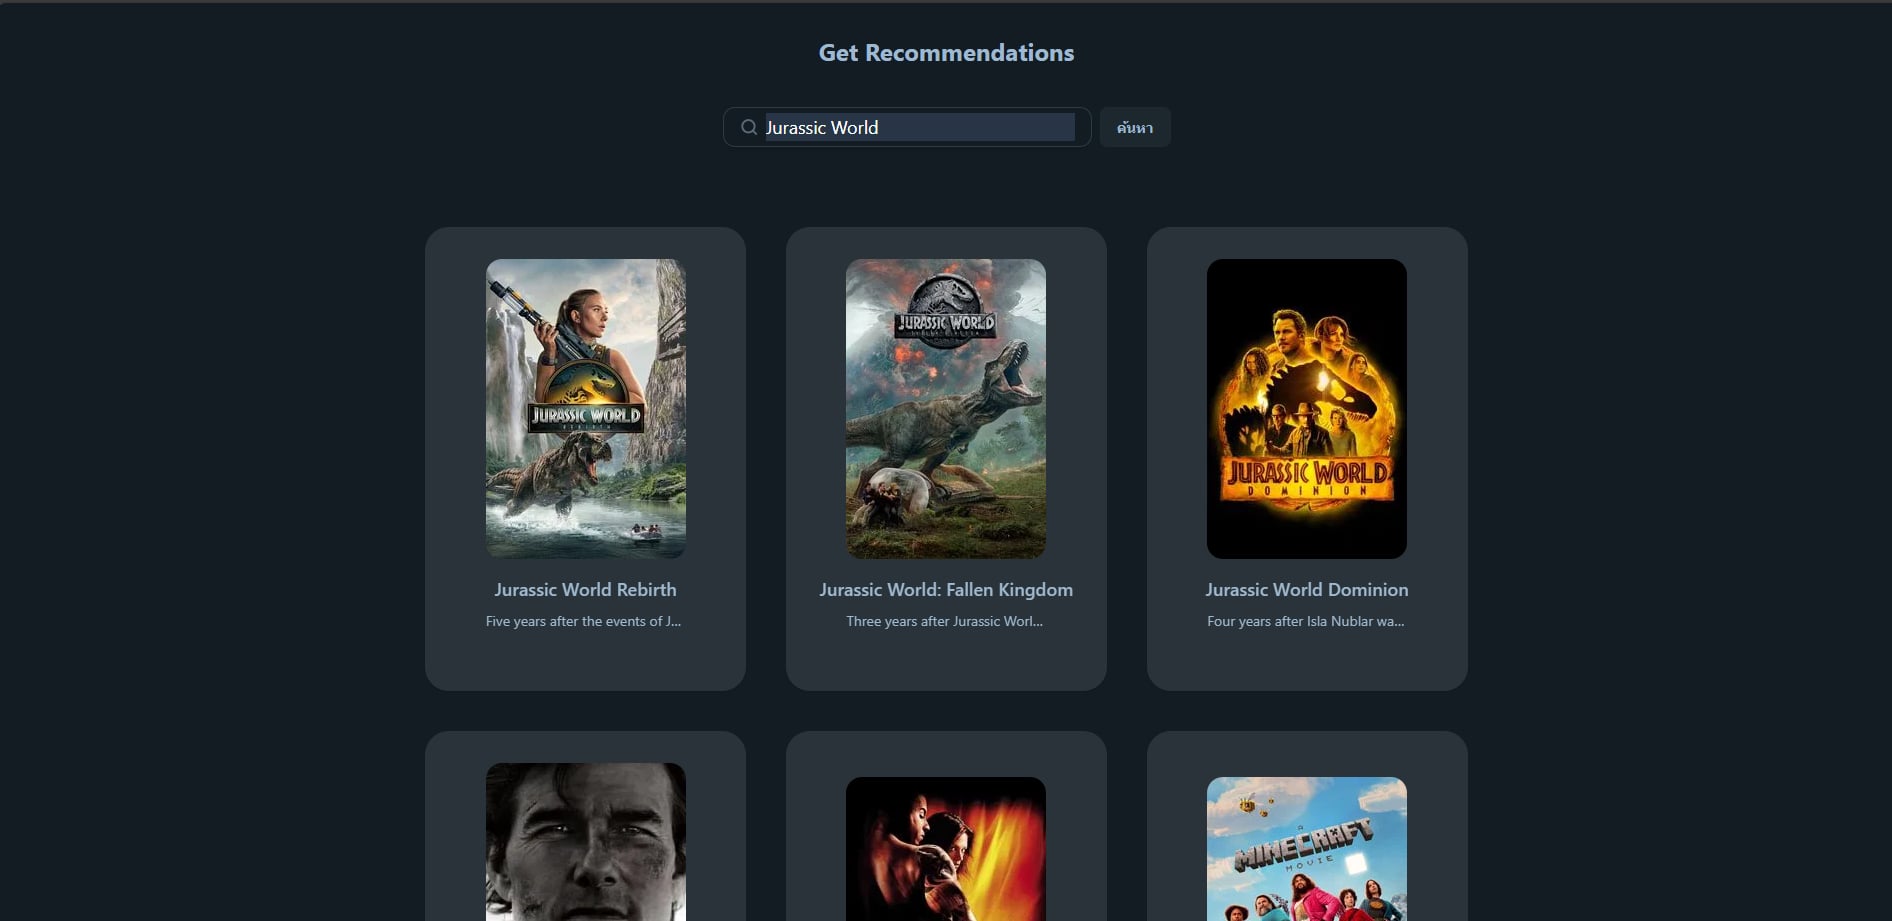 Get Recommendations
Jurassic World
ค้นหา
JURASSIC WORLD
REBIRTH
JURASSIC WORLD
JURASSIC WORLD
DOMINION
Jurassic World Rebirth
Jurassic World: Fallen Kingdom
Jurassic World Dominion
Five years after the events of J...
Three years after Jurassic Worl...
Four years after Isla Nublar wa...
A
MINECRAFT
MOVIE